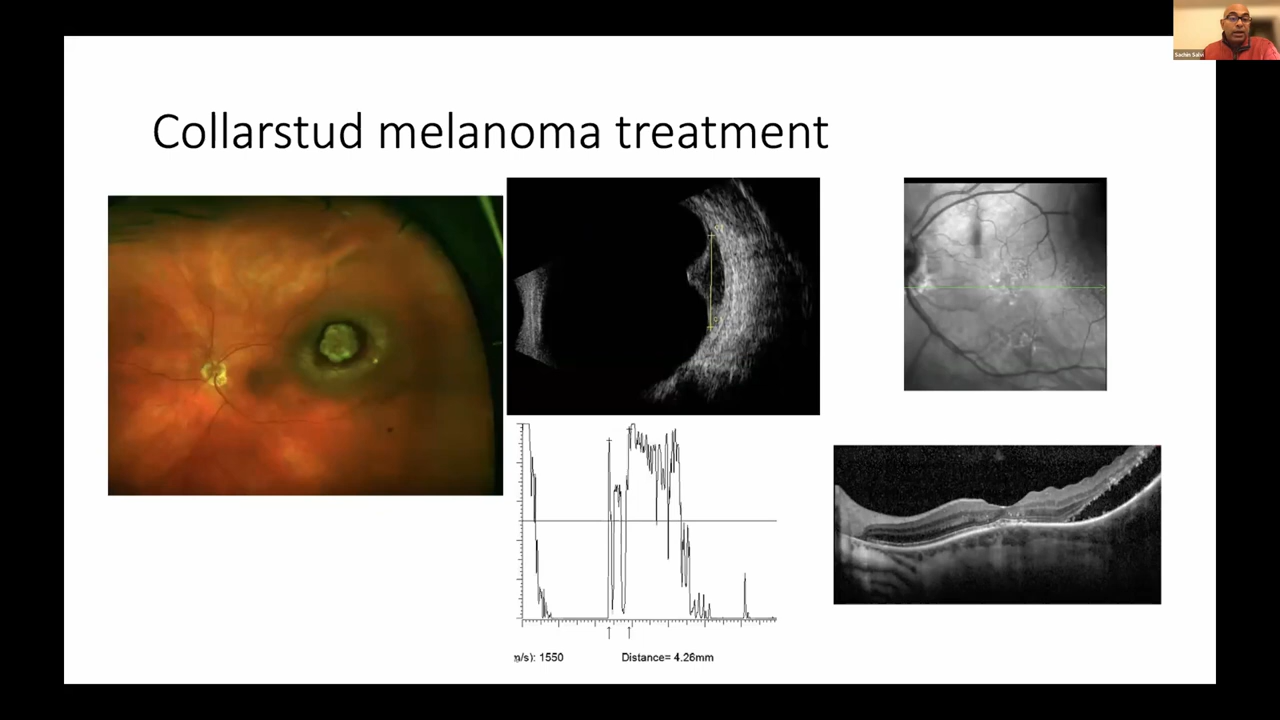 Collarstud melanoma treatment
m/s): 1550 Distance= 4.26mm